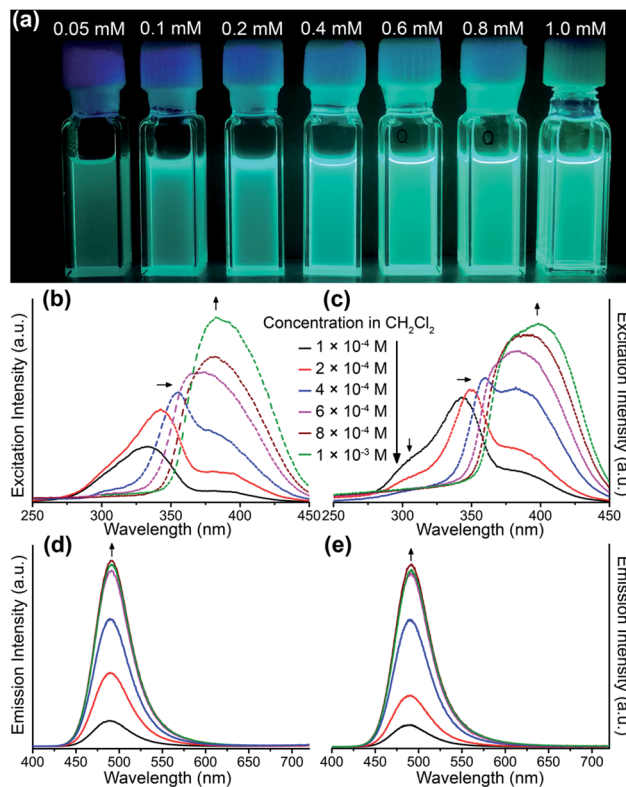 (a) 0.05 mM 0.1 mM 0.2 mM 0.4 mM 0.6 mM 0.8 mM 1.0 mM
Q Q
(b)
(c)
Concentration in CH₂Cl₂
1 × 10⁻⁴ M
2 × 10⁻⁴ M
4 × 10⁻⁴ M
6 × 10⁻⁴ M
8 × 10⁻⁴ M
1 × 10⁻³ M
Excitation Intensity (a.u.)
Excitation Intensity (a.u.)
250 300 350 400 450
250 300 350 400 450
Wavelength (nm)
Wavelength (nm)
(d)
(e)
Emission Intensity (a.u.)
Emission Intensity (a.u.)
400 450 500 550 600 650 700
400 450 500 550 600 650 700
Wavelength (nm)
Wavelength (nm)